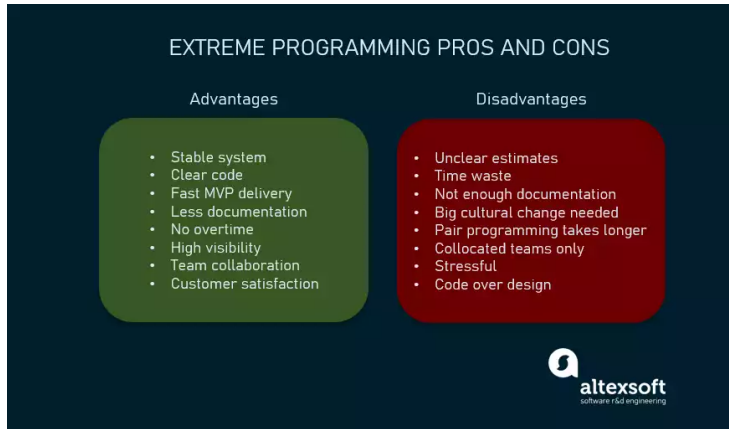 EXTREME PROGRAMMING PROS AND CONS
Advantages
• Stable system
• Clear code
• Fast MVP delivery
• Less documentation
• No overtime
• High visibility
• Team collaboration
• Customer satisfaction
Disadvantages
• Unclear estimates
• Time waste
• Not enough documentation
• Big cultural change needed
• Pair programming takes longer
• Collocated teams only
• Stressful
• Code over design
altexsoft
software r&d engineering